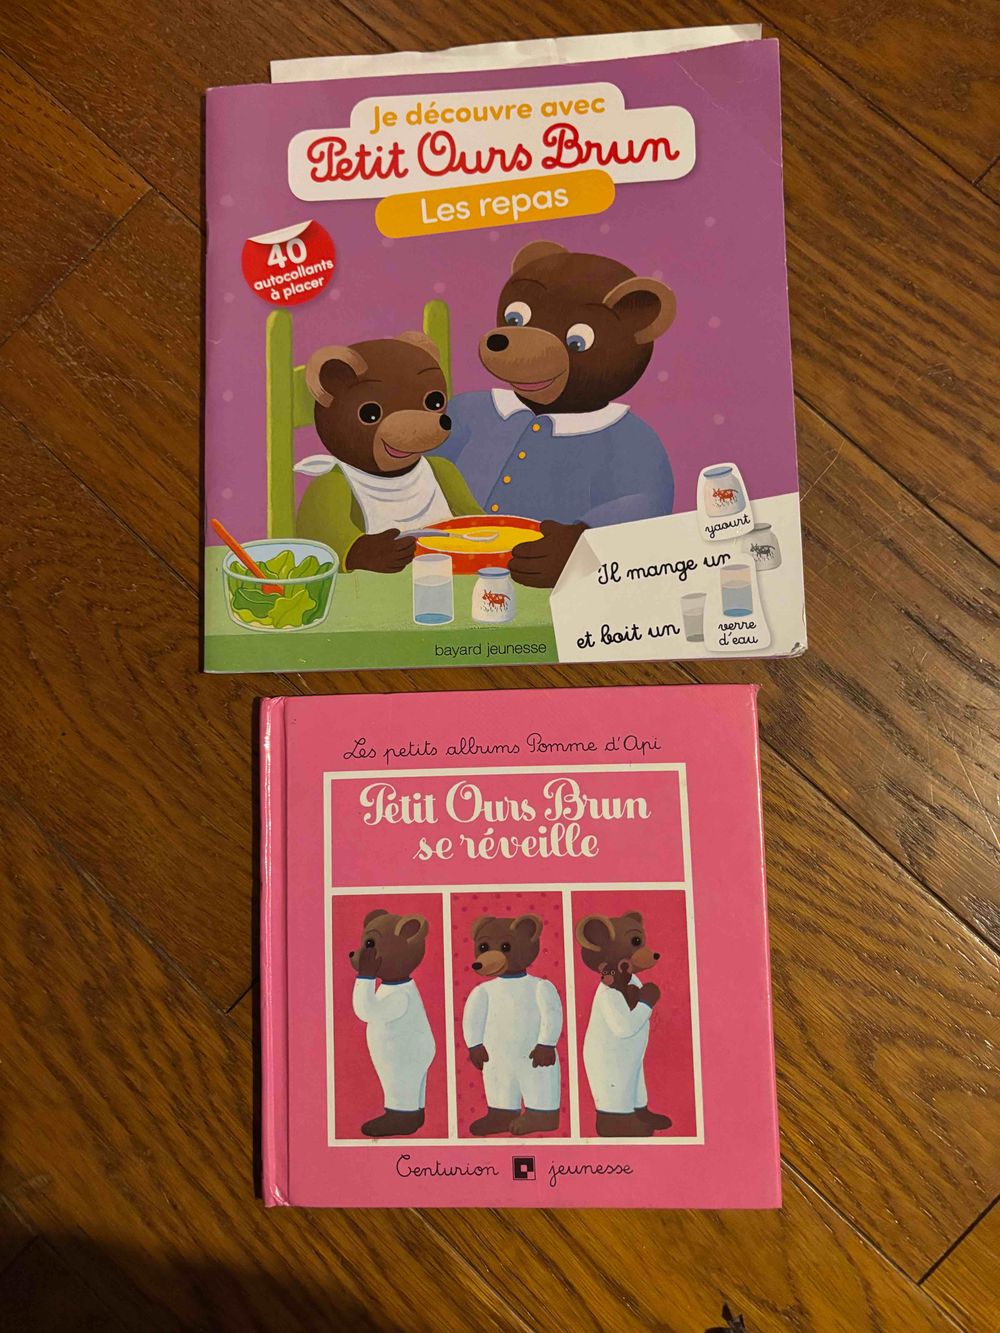 Je découvre avec
Petit Ours Brun
Les repas
40
autocollants
à placer
yaourt
Il mange un
et boit un
verre
d'eau
bayard jeunesse
Les petits albums Pomme d'Api
Petit Ours Brun
se réveille
Centurion jeunesse